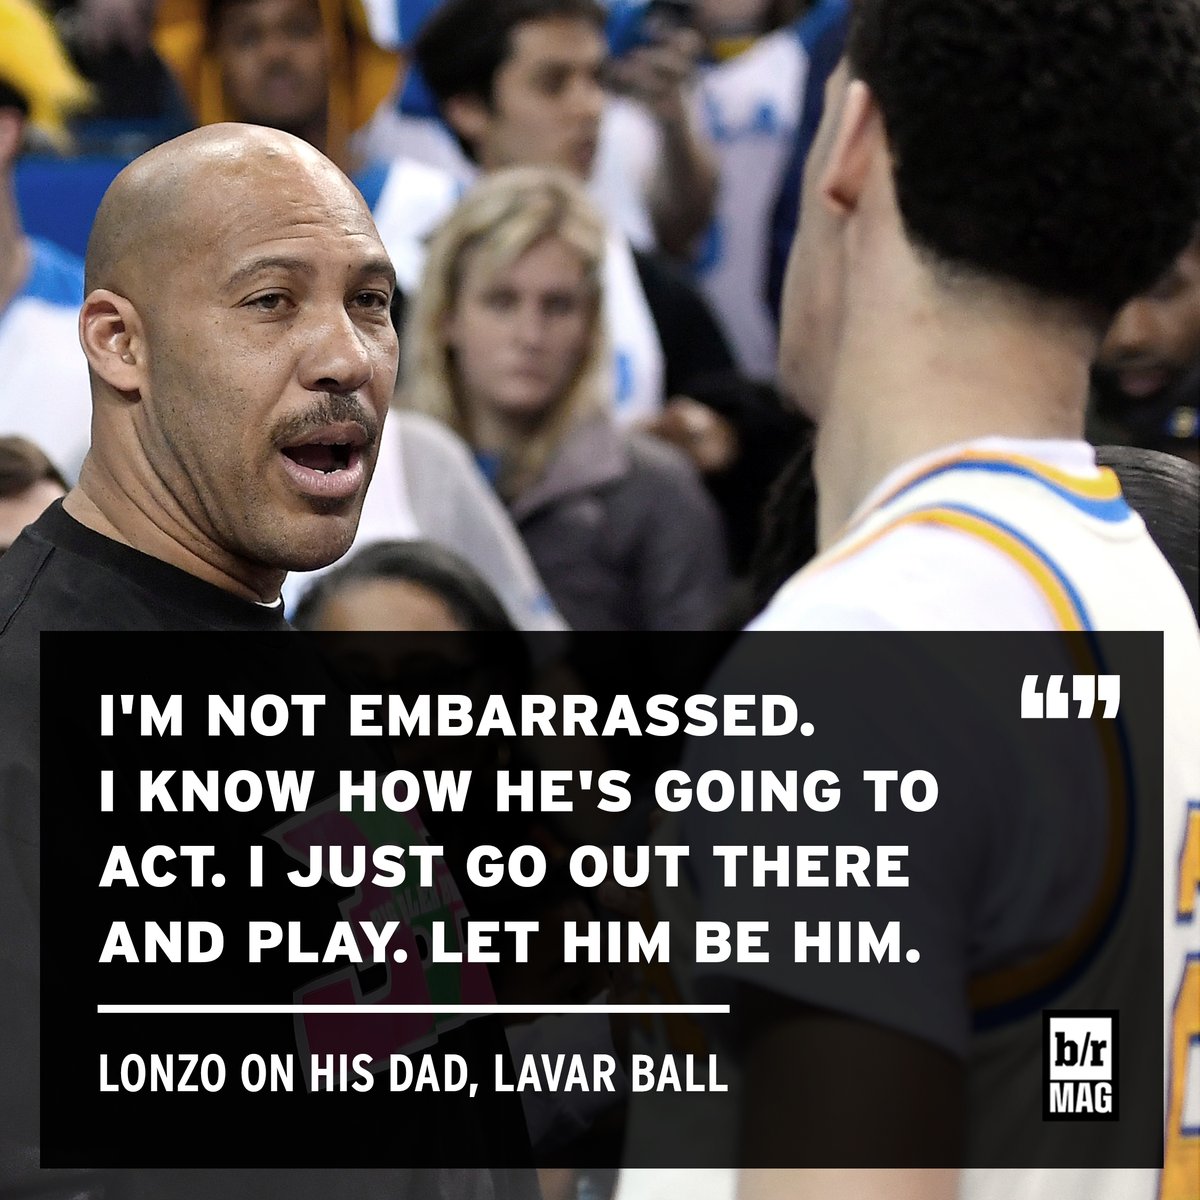 I'M NOT EMBARRASSED.
I KNOW HOW HE'S GOING TO
ACT. I JUST GO OUT THERE
AND PLAY. LET HIM BE HIM.
LONZO ON HIS DAD, LAVAR BALL
b/r
MAG